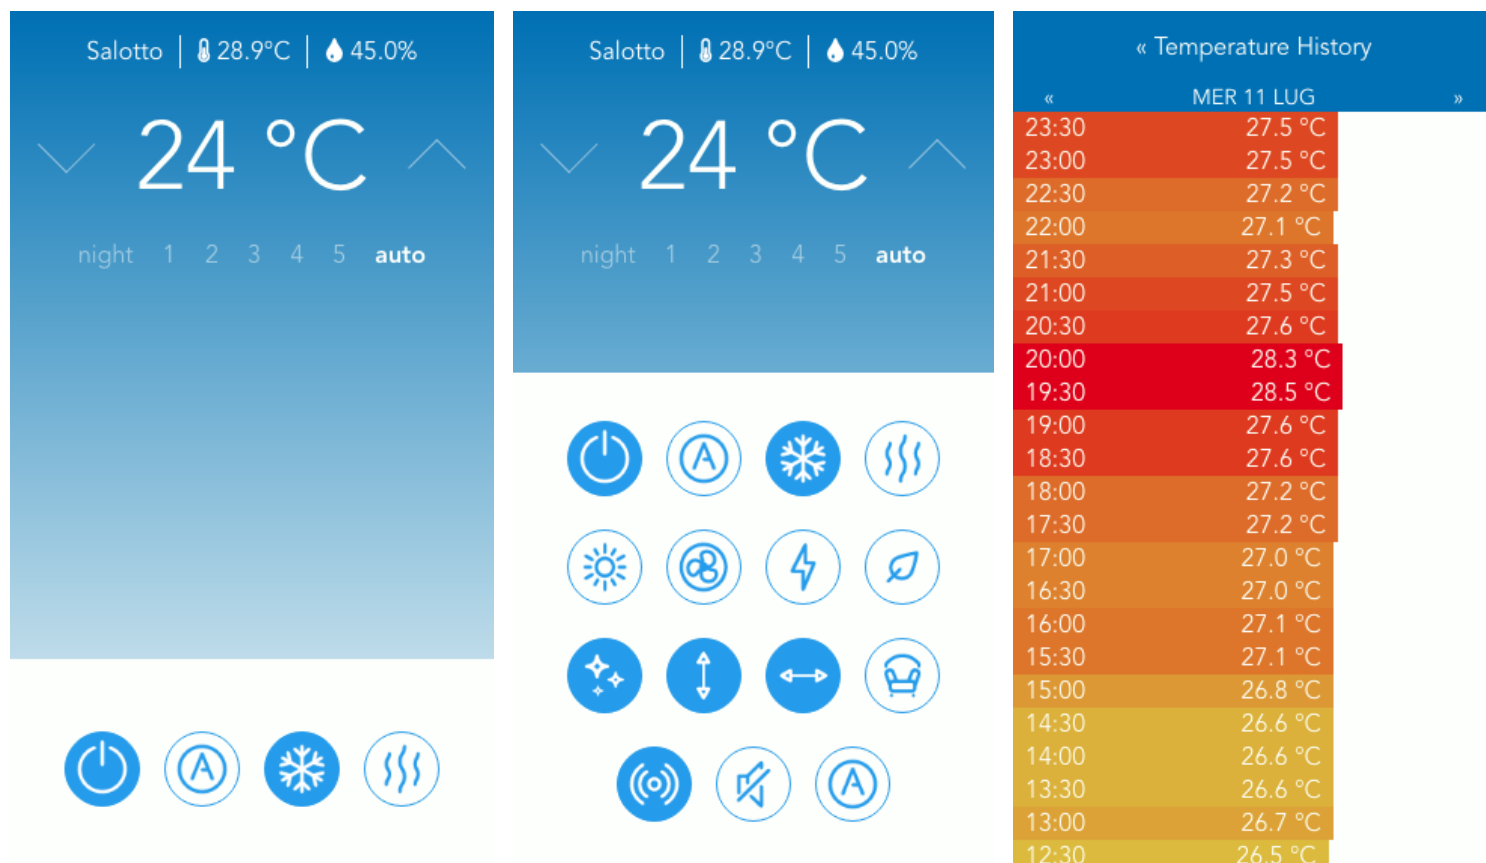 Salotto 28.9°C 45.0%
24 °C
night 1 2 3 4 5 auto
Salotto 28.9°C 45.0%
24 °C
night 1 2 3 4 5 auto
« Temperature History
« MER 11 LUG »
23:30 27.5 °C
23:00 27.5 °C
22:30 27.2 °C
22:00 27.1 °C
21:30 27.3 °C
21:00 27.5 °C
20:30 27.6 °C
20:00 28.3 °C
19:30 28.5 °C
19:00 27.6 °C
18:30 27.6 °C
18:00 27.2 °C
17:30 27.2 °C
17:00 27.0 °C
16:30 27.0 °C
16:00 27.1 °C
15:30 27.1 °C
15:00 26.8 °C
14:30 26.6 °C
14:00 26.6 °C
13:30 26.6 °C
13:00 26.7 °C
12:30 26.5 °C